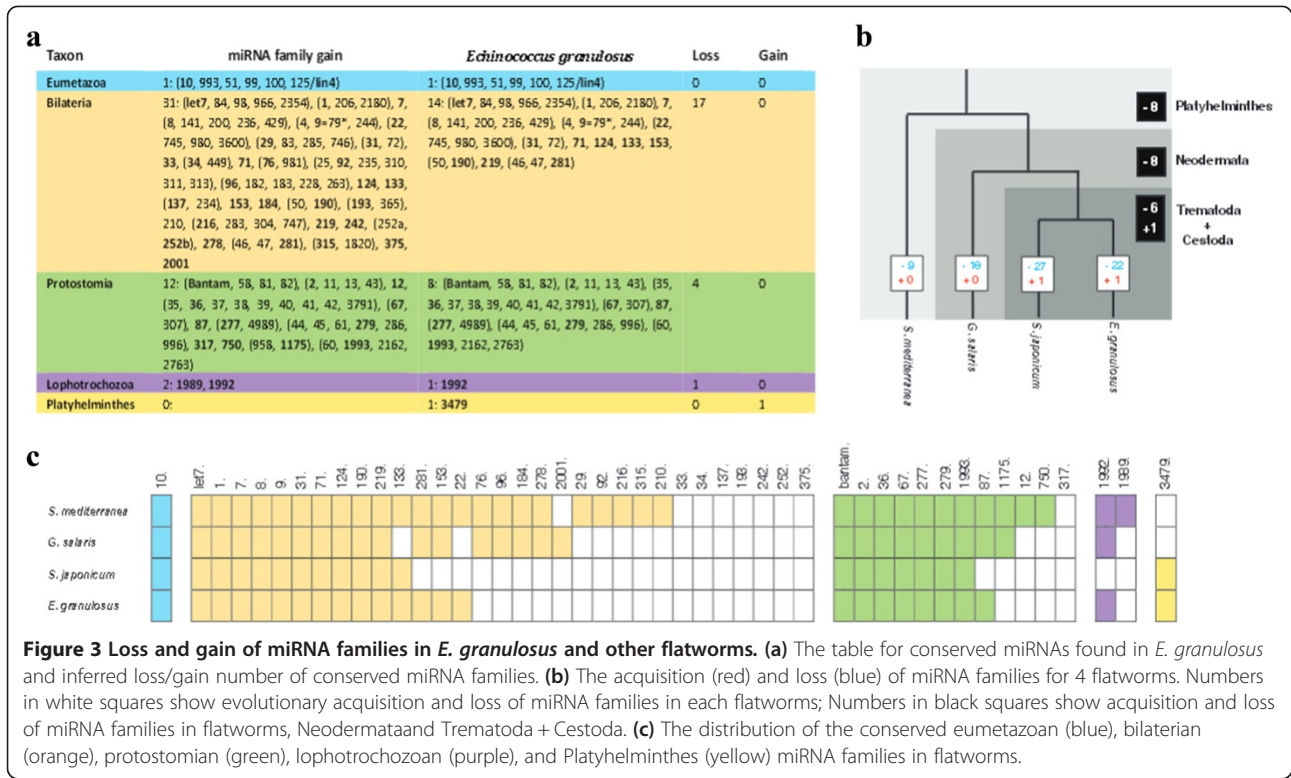 a
Taxon miRNA family gain Echinococcus granulosus Loss Gain
Eumetazoa 1: (10, 993, 51, 99, 100, 125/lin4) 1: (10, 993, 51, 99, 100, 125/lin4) 0 0
Bilateria 31: (let7, 84, 98, 966, 2354), (1, 206, 2180), 7, 14: (let7, 84, 98, 966, 2354), (1, 206, 2180), 7, 17 0
(8, 141, 200, 236, 429), (4, 9=79*, 244), (22, (8, 141, 200, 236, 429), (4, 9=79*, 244), (22,
745, 980, 3600), (29, 83, 285, 746), (31, 72), 745, 980, 3600), (31, 72), 71, 124, 133, 153,
33, (34, 449), 71, (76, 981), (25, 92, 235, 310, (50, 190), 219, (46, 47, 281)
311, 313), (96, 182, 183, 228, 263), 124, 133,
(137, 234), 153, 184, (50, 190), (193, 365),
210, (216, 283, 304, 747), 219, 242, (252a,
252b), 278, (46, 47, 281), (315, 1820), 375,
2001
Protostomia 12: (Bantam, 58, 81, 82), (2, 11, 13, 43), 12, 8: (Bantam, 58, 81, 82), (2, 11, 13, 43), (35, 4 0
(35, 36, 37, 38, 39, 40, 41, 42, 3791), (67, 36, 37, 38, 39, 40, 41, 42, 3791), (67, 307), 87,
307), 87, (277, 4989), (44, 45, 61, 279, 286, (277, 4989), (44, 45, 61, 279, 286, 996), (60,
996), 317, 750, (958, 1175), (60, 1993, 2162, 1993, 2162, 2763)
2763)
Lophotrochozoa 2: 1989, 1992 1: 1992 1 0
Platyhelminthes 0: 1: 3479 0 1
b
-8 Platyhelminthes
-8 Neodermata
-6 Trematoda
+
+1 Cestoda
-9 -18 -27 -22
+0 +0 +1 +1
S. mediterranea G. salaris S. japonicum E. granulosus
c
10. let7. 1. 7. 8. 9. 31. 71. 124. 190. 219. 133. 281. 153. 22. 76. 96. 184. 278. 2001. 29. 92. 216. 315. 210. 33. 34. 137. 193. 242. 252. 375. bantam. 2. 36. 67. 277. 279. 1993. 87. 1175. 12. 750. 317. 1992. 1989. 3479.
S. mediterranea
G. salaris
S. japonicum
E. granulosus
Figure 3 Loss and gain of miRNA families in E. granulosus and other flatworms. (a) The table for conserved miRNAs found in E. granulosus
and inferred loss/gain number of conserved miRNA families. (b) The acquisition (red) and loss (blue) of miRNA families for 4 flatworms. Numbers
in white squares show evolutionary acquisition and loss of miRNA families in each flatworms; Numbers in black squares show acquisition and loss
of miRNA families in flatworms, Neodermataand Trematoda + Cestoda. (c) The distribution of the conserved eumetazoan (blue), bilaterian
(orange), protostomian (green), lophotrochozoan (purple), and Platyhelminthes (yellow) miRNA families in flatworms.